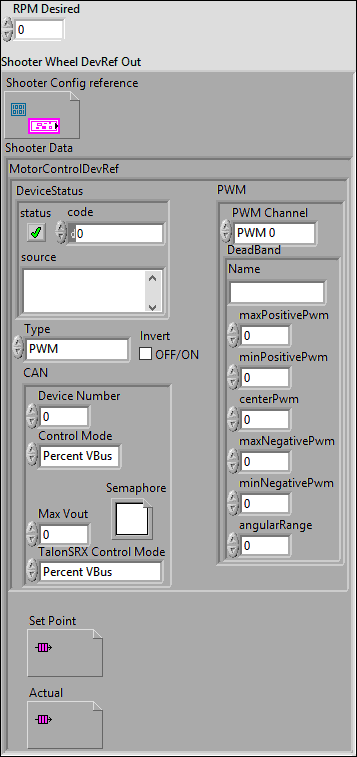 RPM Desired
0
Shooter Wheel DevRef Out
Shooter Config reference
Shooter Data
MotorControlDevRef
DeviceStatus
status
code
d0
source
Type
PWM
Invert
OFF/ON
CAN
Device Number
0
Control Mode
Percent VBus
Semaphore
Max Vout
0
TalonSRX Control Mode
Percent VBus
PWM
PWM Channel
PWM 0
DeadBand
Name
maxPositivePwm
0
minPositivePwm
0
centerPwm
0
maxNegativePwm
0
minNegativePwm
0
angularRange
0
Set Point
Actual